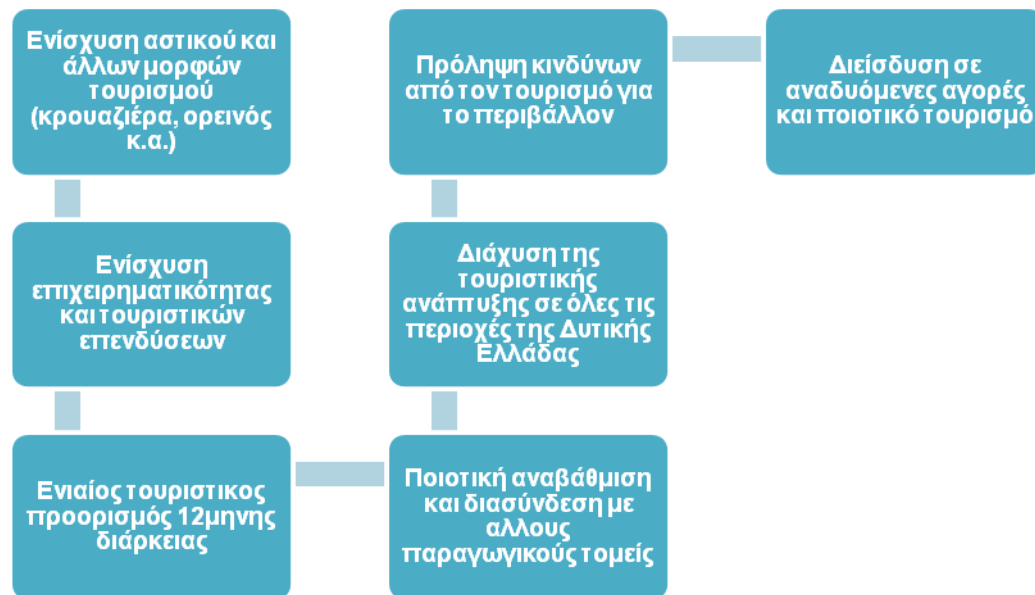 Ενίσχυση αστικού και
άλλων μορφών
τουρισμού
(κρουαζιέρα, ορεινός
κ.α.)
Ενίσχυση
επιχειρηματικότητας
και τουριστικών
επενδύσεων
Ενιαίος τουριστικος
προορισμός 12μηνης
διάρκειας
Ποιοτική αναβάθμιση
και διασύνδεση με
αλλους
παραγωγικούς τομείς
Διάχυση της
τουριστικής
ανάπτυξης σε όλες τις
περιοχές της Δυτικής
Ελλάδας
Πρόληψη κινδύνων
από τον τουρισμό για
το περιβάλλον
Διείσδυση σε
αναδυόμενες αγορές
και ποιοτικό τουρισμό